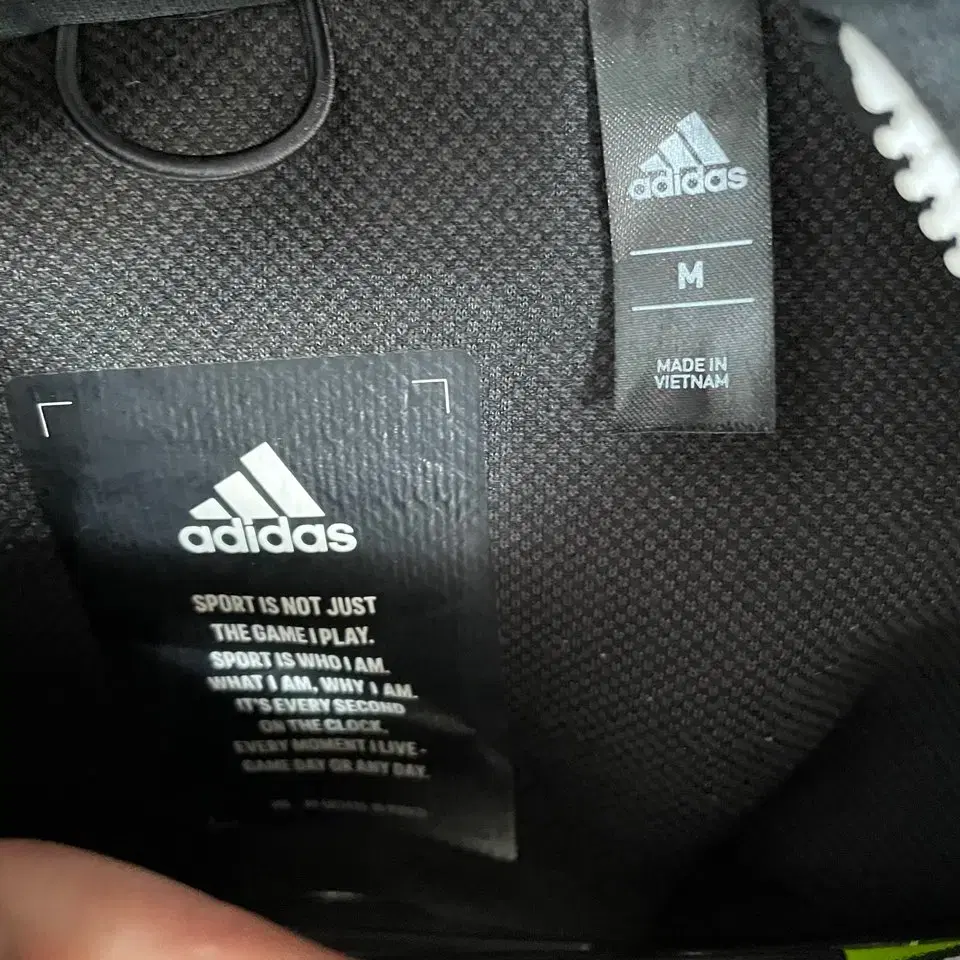 adidas
M
MADE IN
VIETNAM
adidas
SPORT IS NOT JUST
THE GAME I PLAY.
SPORT IS WHO I AM.
WHAT I AM, WHY I AM.
IT'S EVERY SECOND
ON THE CLOCK.
EVERY MOMENT I LIVE -
GAME DAY OR ANY DAY.